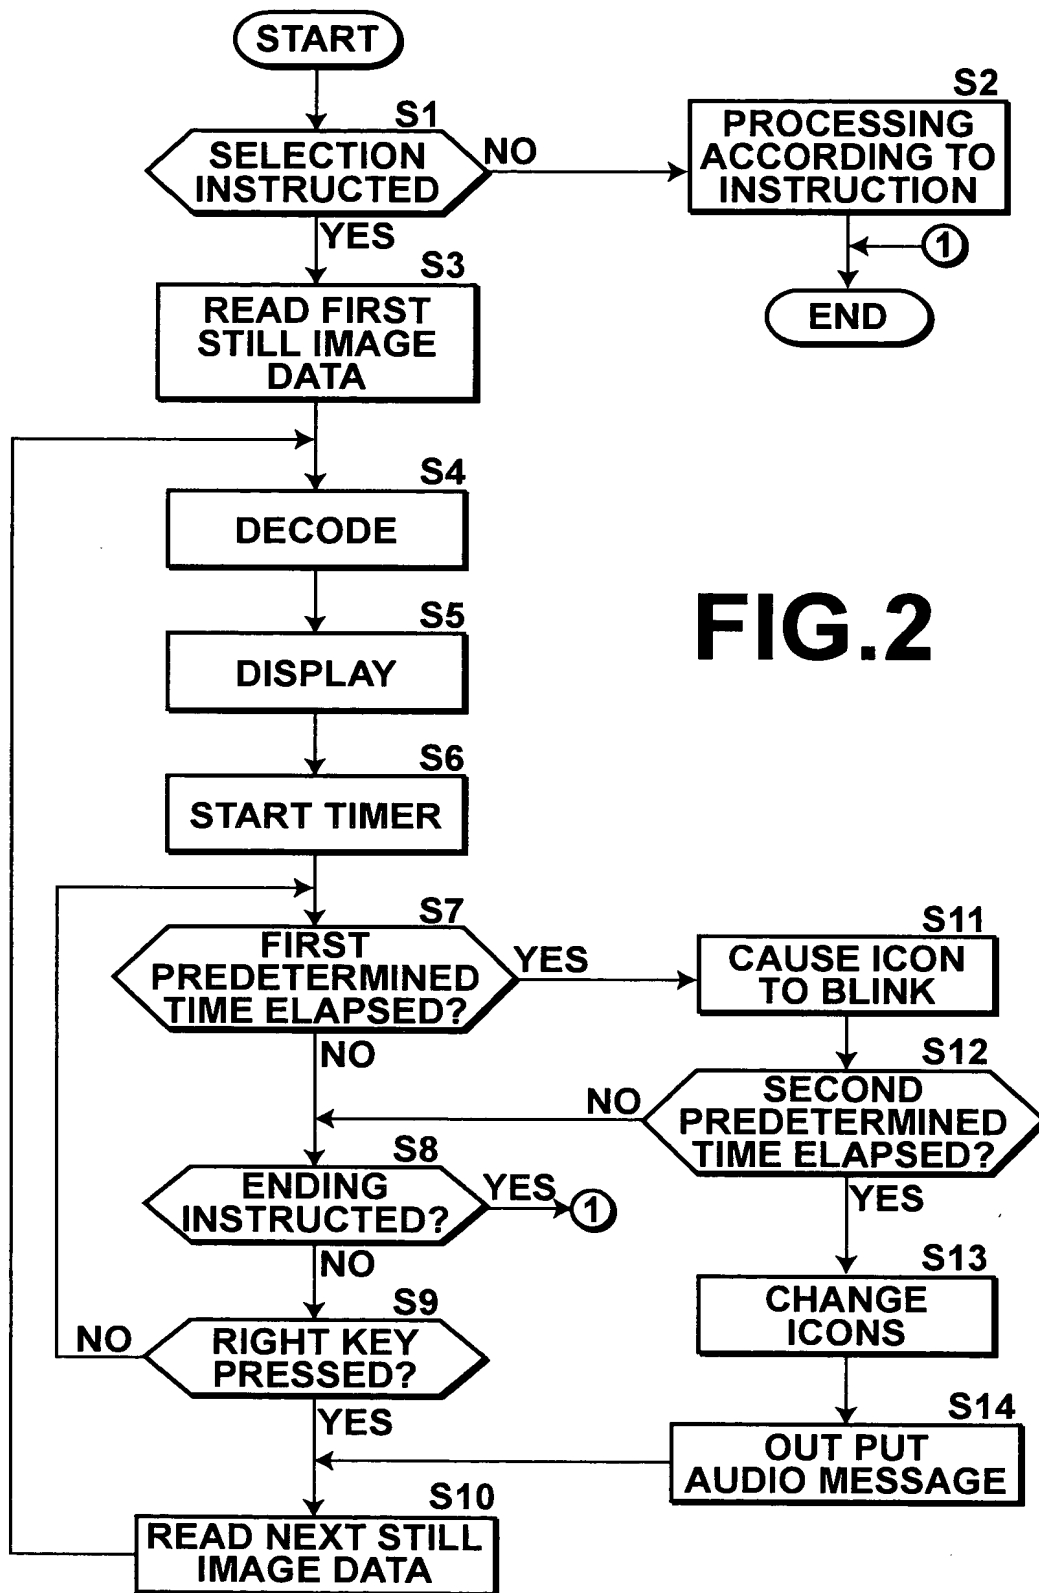 START
S1
SELECTION
INSTRUCTED
NO
YES
S2
PROCESSING
ACCORDING TO
INSTRUCTION
1
END
S3
READ FIRST
STILL IMAGE
DATA
S4
DECODE
S5
DISPLAY
FIG.2
S6
START TIMER
S7
FIRST
PREDETERMINED
TIME ELAPSED?
YES
NO
S11
CAUSE ICON
TO BLINK
S12
SECOND
PREDETERMINED
TIME ELAPSED?
NO
YES
S8
ENDING
INSTRUCTED?
YES
1
NO
S13
CHANGE
ICONS
S9
RIGHT KEY
PRESSED?
NO
YES
S14
OUT PUT
AUDIO MESSAGE
S10
READ NEXT STILL
IMAGE DATA